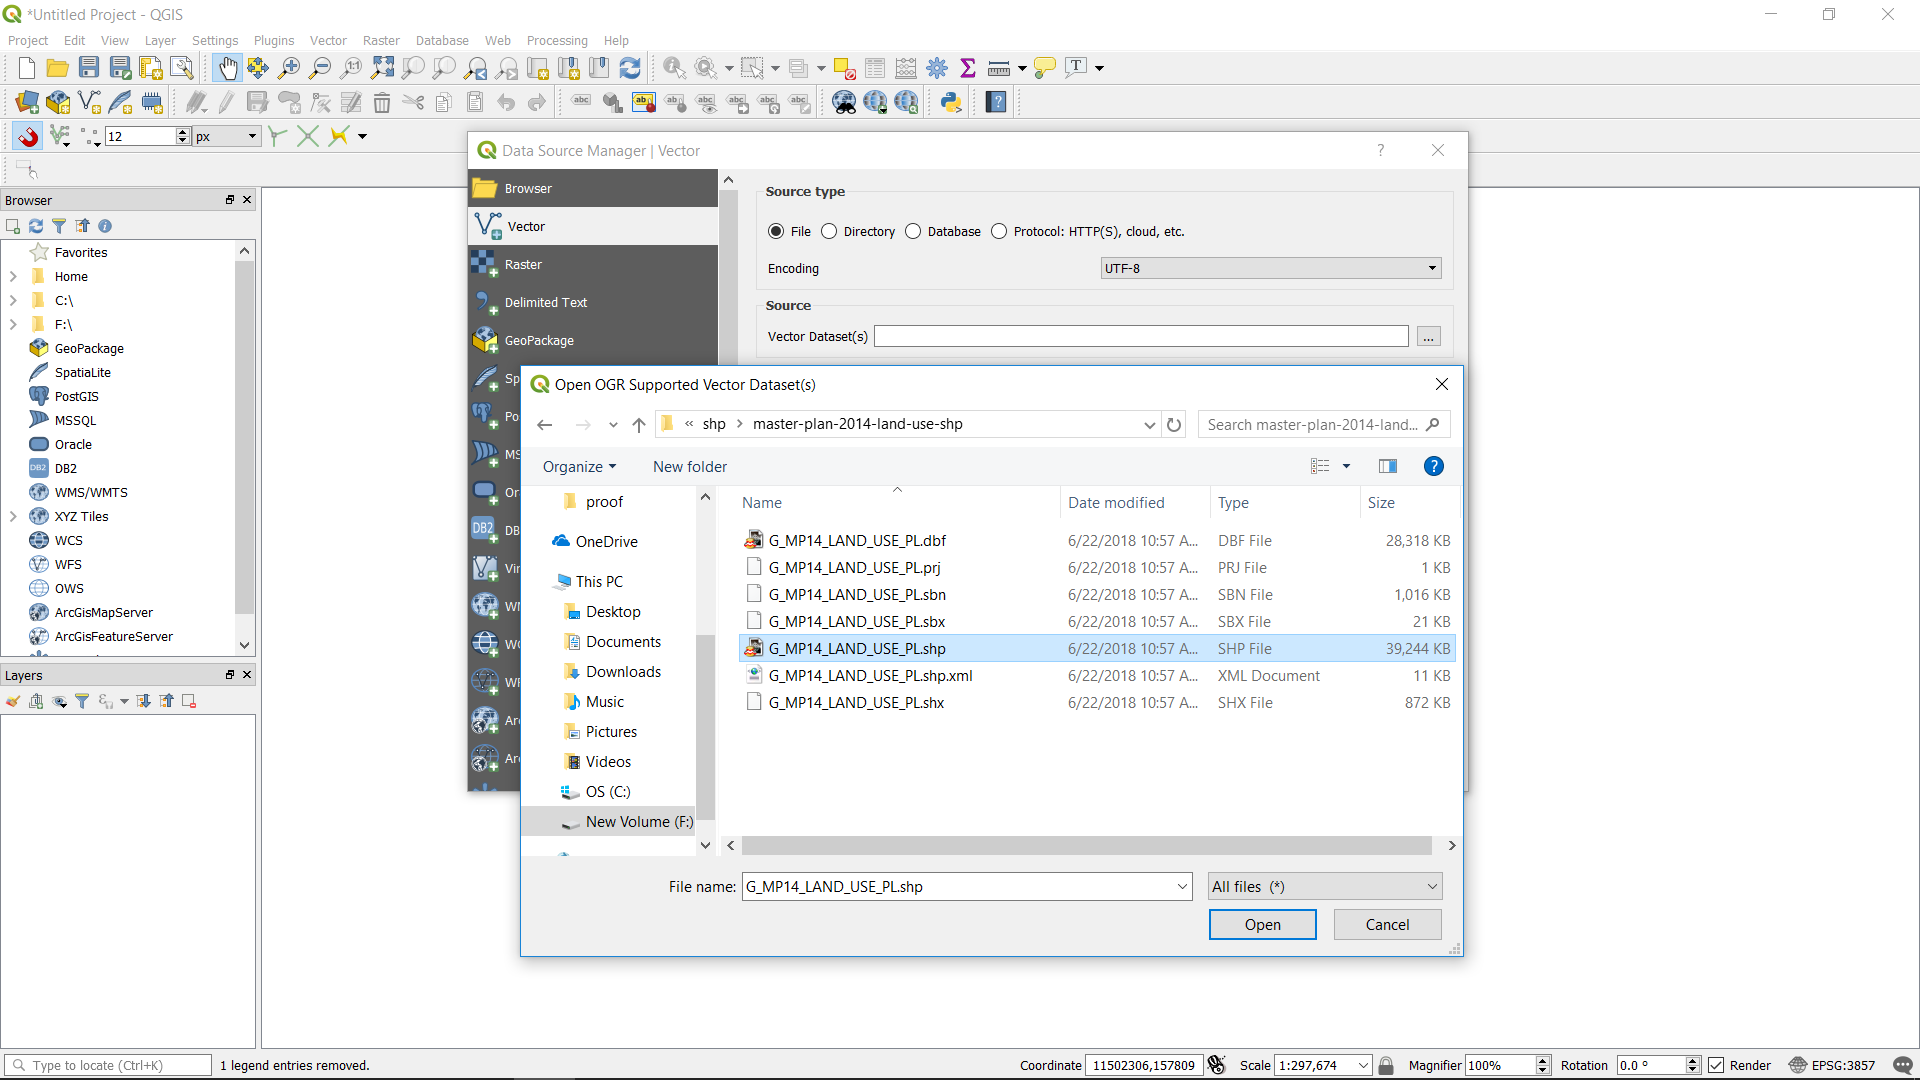 *Untitled Project - QGIS
Project Edit View Layer Settings Plugins Vector Raster Database Web Processing Help
12 px
Browser
Favorites
Home
C:\
F:\
GeoPackage
SpatiaLite
PostGIS
MSSQL
Oracle
DB2
WMS/WMTS
XYZ Tiles
WCS
WFS
OWS
ArcGisMapServer
ArcGisFeatureServer
Layers
Data Source Manager | Vector
?
Browser
Vector
Raster
Delimited Text
GeoPackage
Source type
File Directory Database Protocol: HTTP(S), cloud, etc.
Encoding UTF-8
Source
Vector Dataset(s) ...
Open OGR Supported Vector Dataset(s)
« shp > master-plan-2014-land-use-shp
Search master-plan-2014-land...
Organize New folder
proof
OneDrive
This PC
Desktop
Documents
Downloads
Music
Pictures
Videos
OS (C:)
New Volume (F:)
Name Date modified Type Size
G_MP14_LAND_USE_PL.dbf 6/22/2018 10:57 A... DBF File 28,318 KB
G_MP14_LAND_USE_PL.prj 6/22/2018 10:57 A... PRJ File 1 KB
G_MP14_LAND_USE_PL.sbn 6/22/2018 10:57 A... SBN File 1,016 KB
G_MP14_LAND_USE_PL.sbx 6/22/2018 10:57 A... SBX File 21 KB
G_MP14_LAND_USE_PL.shp 6/22/2018 10:57 A... SHP File 39,244 KB
G_MP14_LAND_USE_PL.shp.xml 6/22/2018 10:57 A... XML Document 11 KB
G_MP14_LAND_USE_PL.shx 6/22/2018 10:57 A... SHX File 872 KB
File name: G_MP14_LAND_USE_PL.shp All files (*)
Open Cancel
Type to locate (Ctrl+K) 1 legend entries removed. Coordinate 11502306,157809 Scale 1:297,674 Magnifier 100% Rotation 0.0 ° Render EPSG:3857